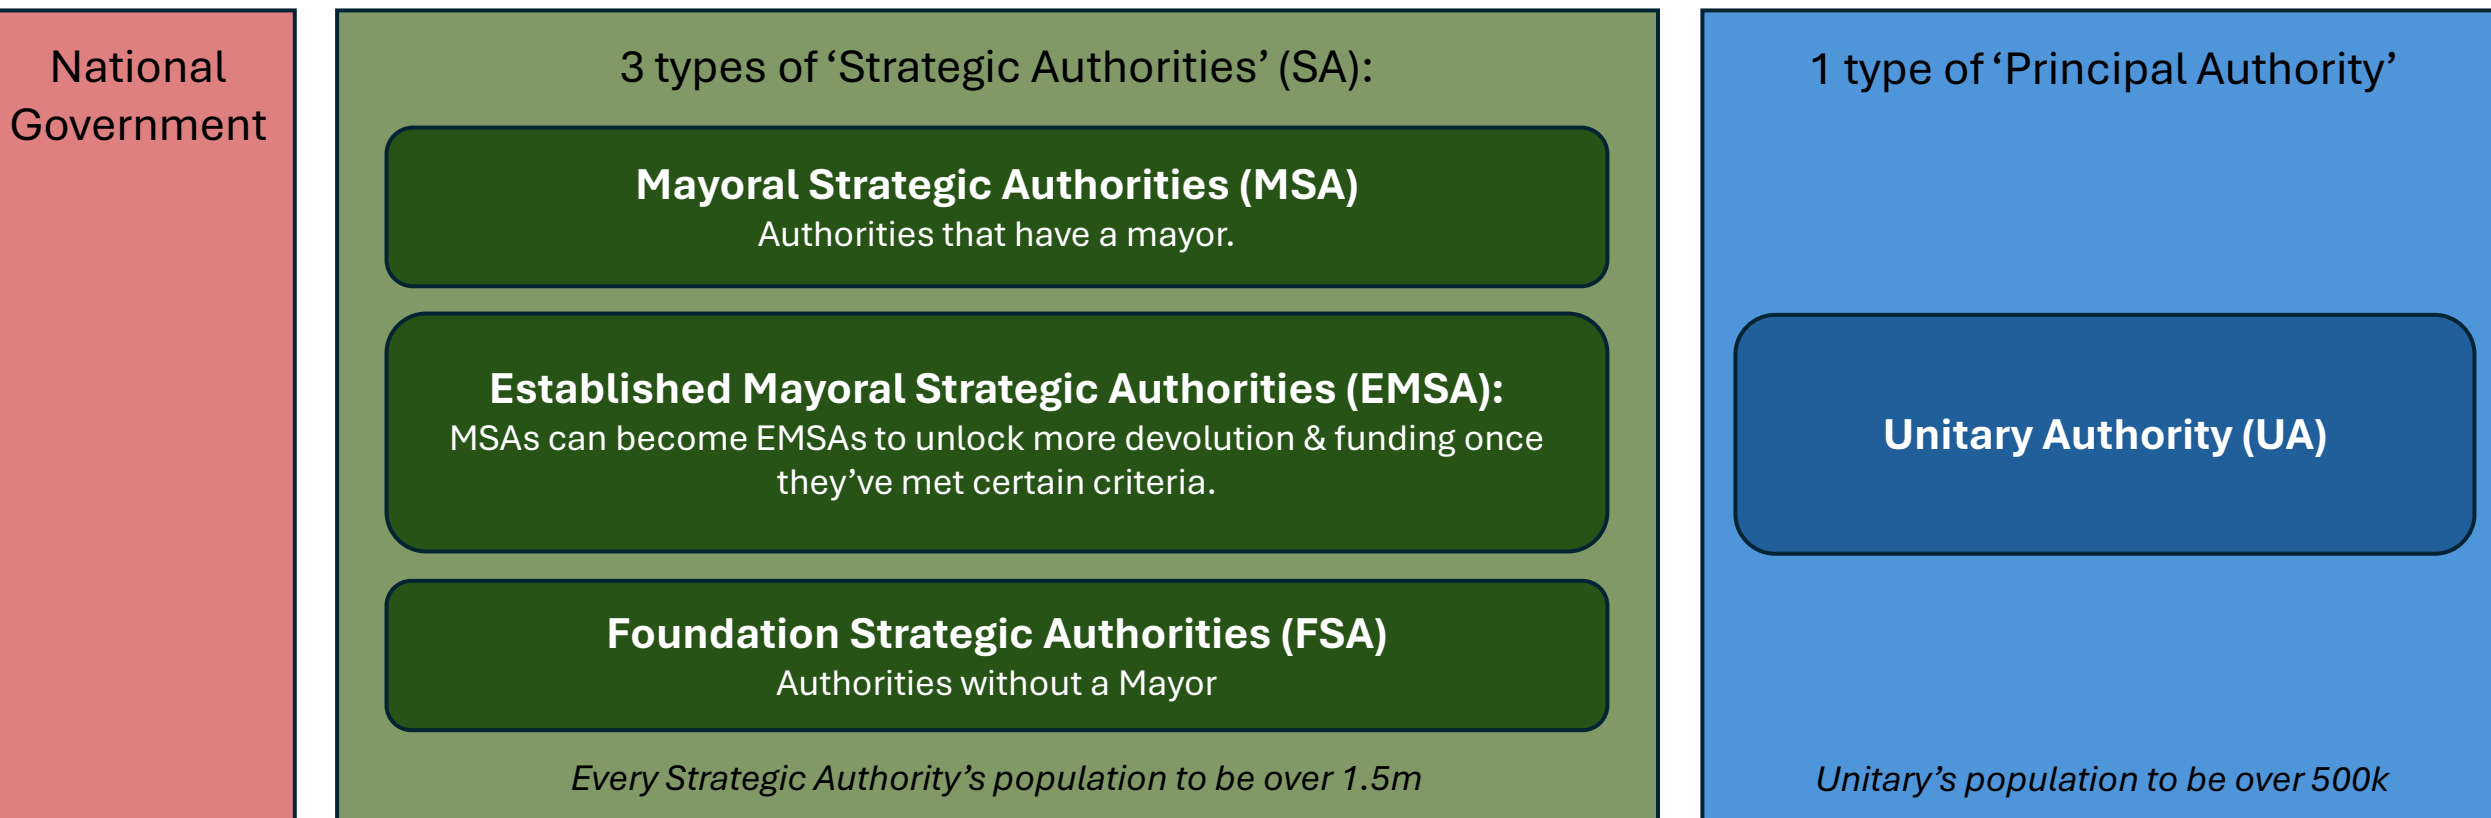 National
Government
3 types of ‘Strategic Authorities’ (SA):
Mayoral Strategic Authorities (MSA)
Authorities that have a mayor.
Established Mayoral Strategic Authorities (EMSA):
MSAs can become EMSAs to unlock more devolution & funding once
they’ve met certain criteria.
Foundation Strategic Authorities (FSA)
Authorities without a Mayor
Every Strategic Authority’s population to be over 1.5m
1 type of ‘Principal Authority’
Unitary Authority (UA)
Unitary’s population to be over 500k